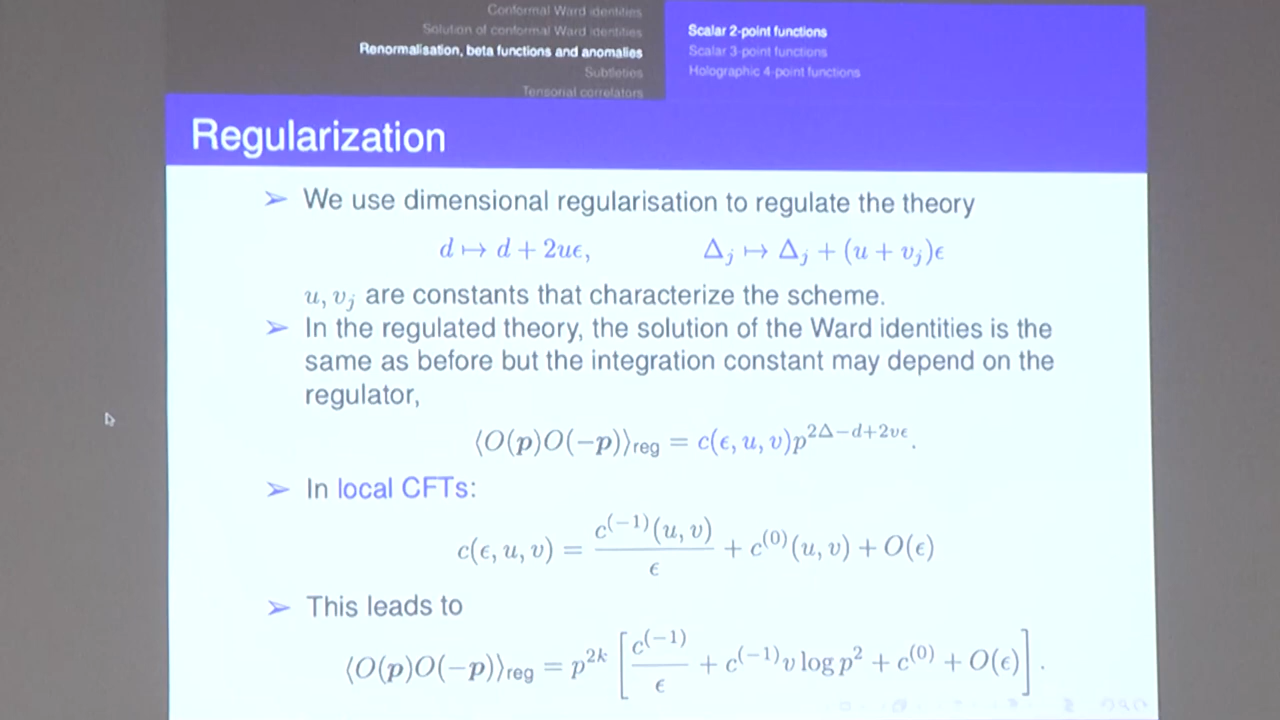 Conformal Ward identities
Solution of conformal Ward identities
Renormalisation, beta functions and anomalies
Subtleties
Tensorial correlators
Scalar 2-point functions
Scalar 3-point functions
Holographic 4-point functions
Regularization
➢ We use dimensional regularisation to regulate the theory
d ↦ d + 2uϵ, Δ_j ↦ Δ_j + (u + v_j)ϵ
u, v_j are constants that characterize the scheme.
➢ In the regulated theory, the solution of the Ward identities is the
same as before but the integration constant may depend on the
regulator,
⟨O(p)O(−p)⟩_reg = c(ϵ, u, v)p^{2Δ−d+2vϵ}.
➢ In local CFTs:
c(ϵ, u, v) = \frac{c^{(−1)}(u, v)}{ϵ} + c^{(0)}(u, v) + O(ϵ)
➢ This leads to
⟨O(p)O(−p)⟩_reg = p^{2k} [ \frac{c^{(−1)}}{ϵ} + c^{(−1)} v log p^2 + c^{(0)} + O(ϵ) ] .